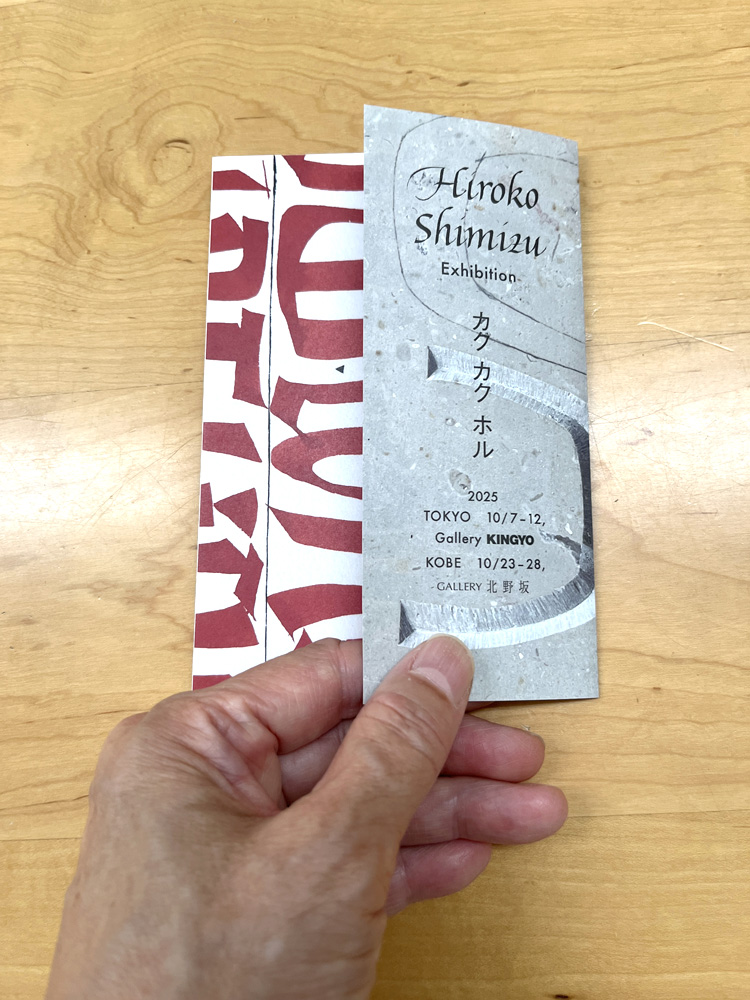 Hiroko
Shimizu
Exhibition
カク カク ホル
2025
TOKYO 10/7–12,
Gallery KINGYO
KOBE 10/23–28,
GALLERY 北野坂